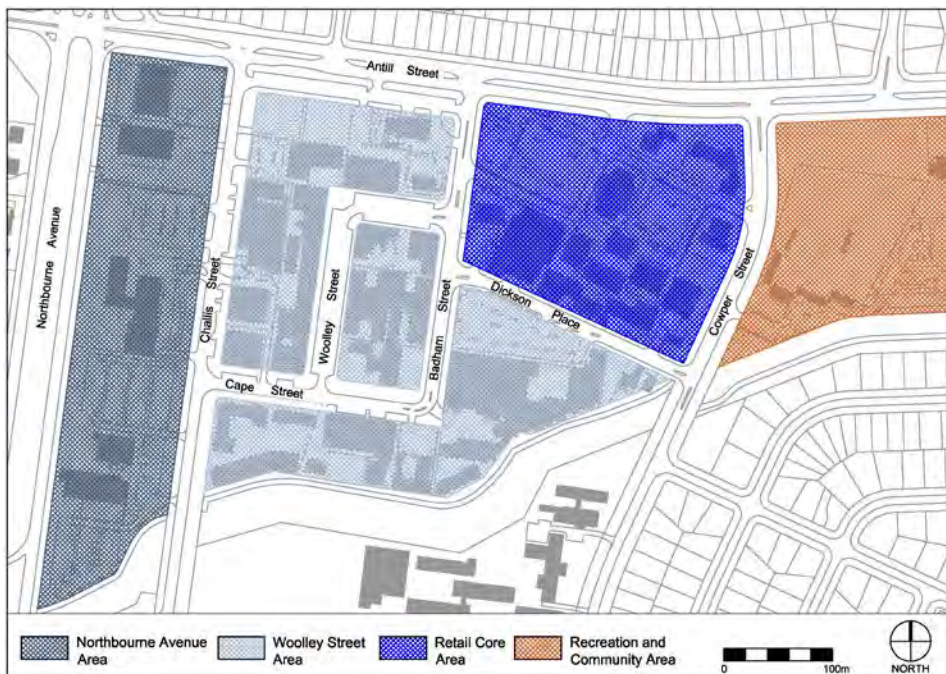 Antill Street
Northbourne Avenue
Challis Street
Woolley Street
Badham Street
Dickson Place
Cowper Street
Cape Street
Northbourne Avenue
Area
Woolley Street
Area
Retail Core
Area
Recreation and
Community Area
0
100m
NORTH